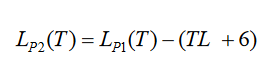 L_{P2}(T) = L_{P1}(T) − (TL + 6)